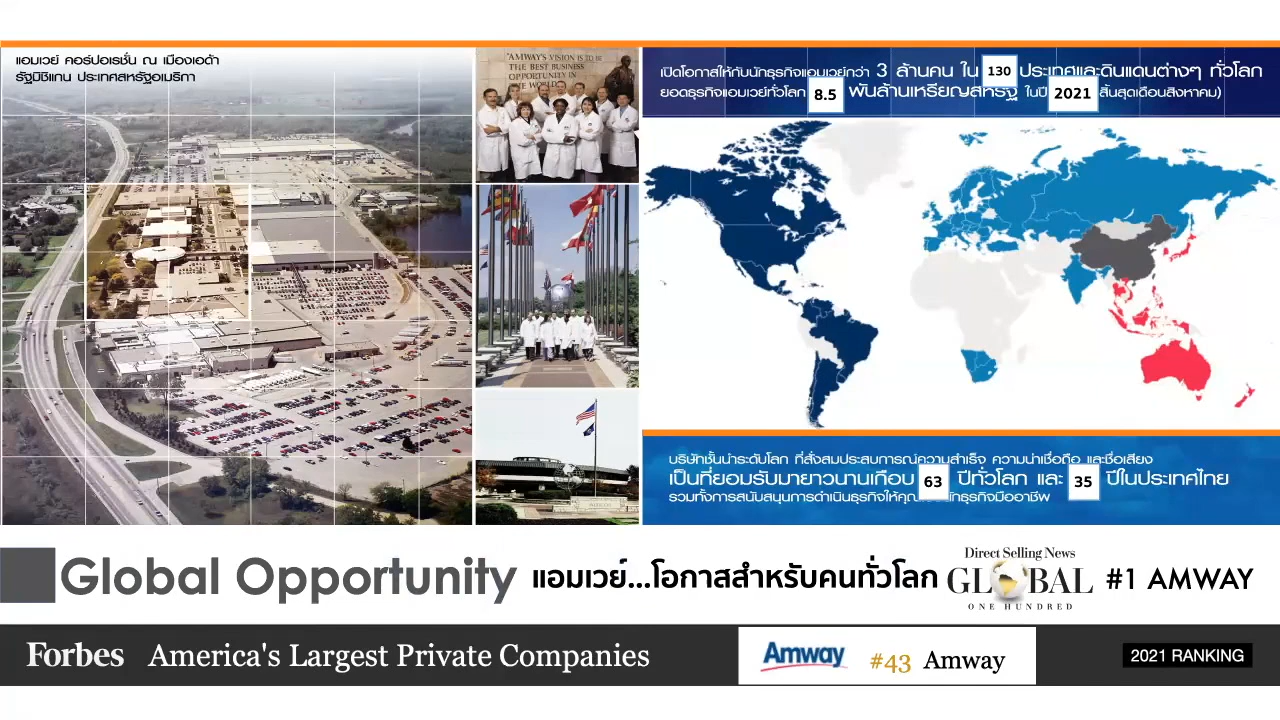 แอมเวย์ คอร์ปอเรชั่น ณ เมืองเอด้า
รัฐมิชิแกน ประเทศสหรัฐอเมริกา
"AMWAY'S VISION IS TO BE
THE BEST BUSINESS
OPPORTUNITY IN
THE WORLD
เปิดโอกาสให้กับนักธุรกิจแอมเวย์กว่า 3 ล้านคน ใน 130 ประเทศและดินแดนต่างๆ ทั่วโลก
ยอดธุรกิจแอมเวย์ทั่วโลก 8.5 พันล้านเหรียญสหรัฐ ในปี 2021 สิ้นสุดเดือนสิงหาคม)
บริษัทชั้นนำระดับโลก ที่สั่งสมประสบการณ์ความสำเร็จ ความน่าเชื่อถือ และชื่อเสียง
เป็นที่ยอมรับมายาวนานเกือบ 63 ปีทั่วโลก และ 35 ปีในประเทศไทย
รวมทั้งการสนับสนุนการดำเนินธุรกิจให้คุณ นักธุรกิจมืออาชีพ
Global Opportunity แอมเวย์...โอกาสสำหรับคนทั่วโลก
Direct Selling News
GLOBAL
ONE HUNDRED
#1 AMWAY
Forbes America's Largest Private Companies
Amway #43 Amway
2021 RANKING